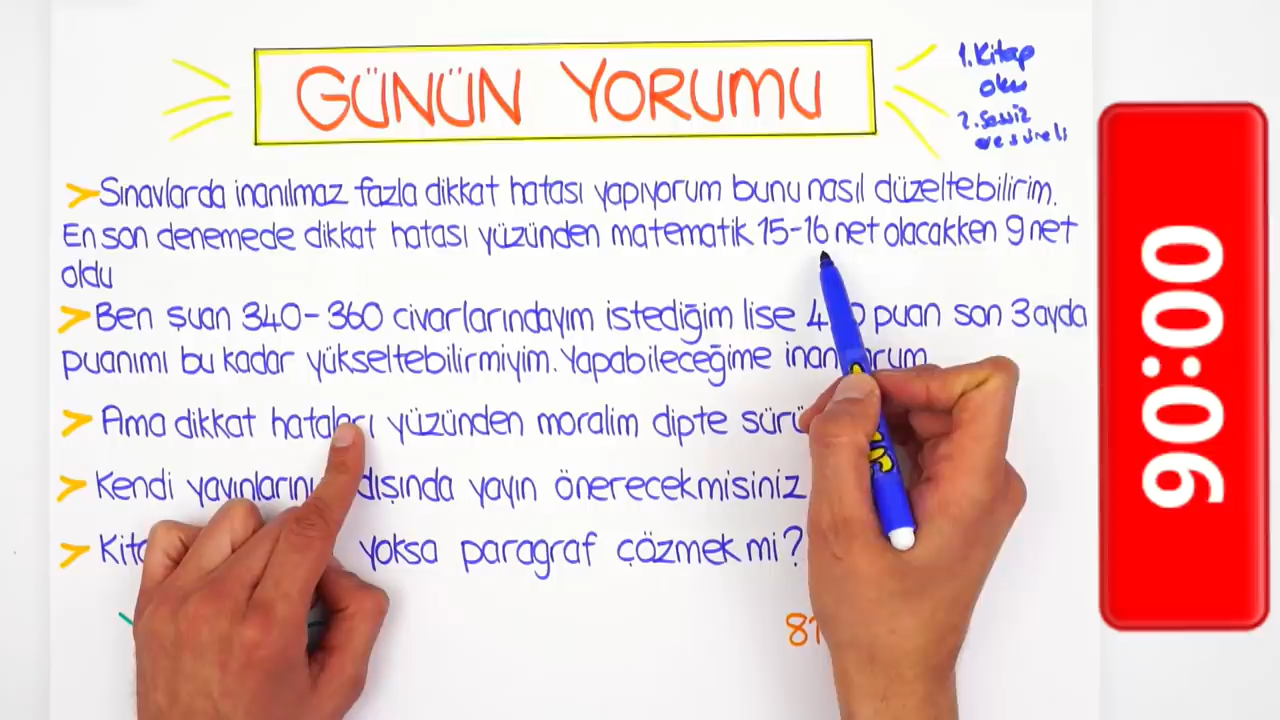 GÜNÜN YORUMU
1. Kitap
oku
2. Sessiz
ve süreli
➤ Sınavlarda inanılmaz fazla dikkat hatası yapıyorum bunu nasıl düzeltebilirim.
En son denemede dikkat hatası yüzünden matematik 15-16 net olacakken 9 net
oldu
➤ Ben şuan 340-360 civarlarındayım istediğim lise puan son 3 ayda
puanımı bu kadar yükseltebilirmiyim. Yapabileceğime
➤ Ama dikkat hataları yüzünden moralim dipte
➤ Kendi yayınlarını dışında yayın önerecekmisiniz
➤ yoksa paragraf çözmek mi?
90:00